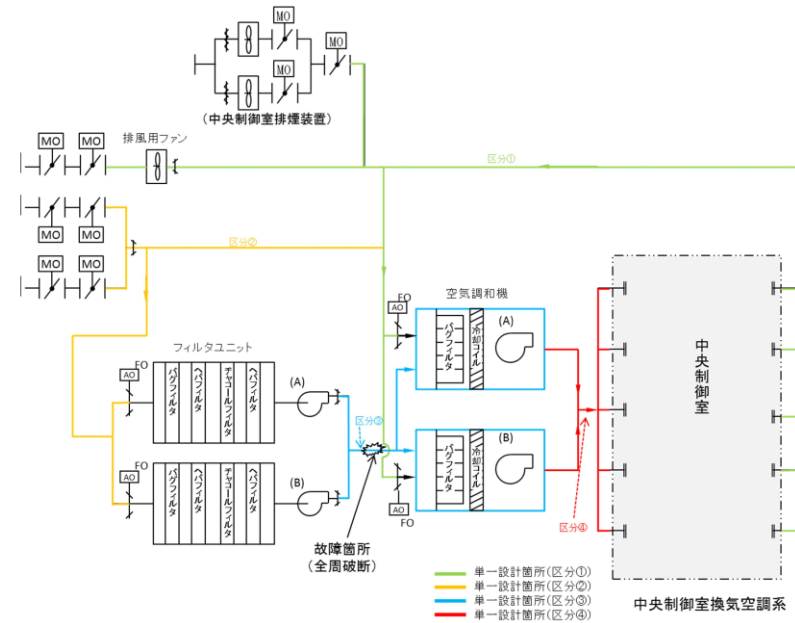 MO
MO
MO
(中央制御室排煙装置)
排風用ファン
MO
MO
区分①
MO
MO
区分②
MO
MO
FO
AO
空気調和機
バグフィルタ
冷却コイル
(A)
フィルタユニット
FO
AO
バグフィルタ
ヘパフィルタ
チャコールフィルタ
ヘパフィルタ
(A)
区分③
中央制御室
バグフィルタ
冷却コイル
(B)
FO
AO
バグフィルタ
ヘパフィルタ
チャコールフィルタ
ヘパフィルタ
(B)
AO
FO
区分④
故障箇所
(全周破断)
単一設計箇所(区分①)
単一設計箇所(区分②)
単一設計箇所(区分③)
単一設計箇所(区分④)
中央制御室換気空調系